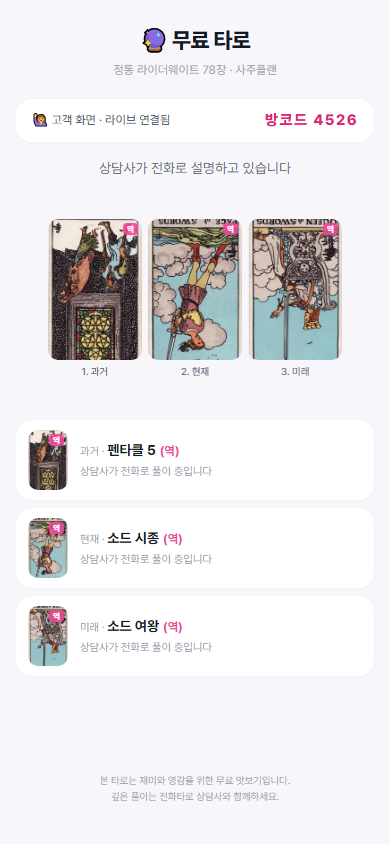 무료 타로
정통 라이더웨이트 78장 · 사주플랜
고객 화면 · 라이브 연결됨
방코드 4526
상담사가 전화로 설명하고 있습니다
역
역
역
PAGE of SWORDS
QUEEN of SWORDS
1. 과거
2. 현재
3. 미래
역
과거 · 펜타클 5 (역)
상담사가 전화로 풀이 중입니다
역
현재 · 소드 시종 (역)
상담사가 전화로 풀이 중입니다
역
미래 · 소드 여왕 (역)
상담사가 전화로 풀이 중입니다
본 타로는 재미와 영감을 위한 무료 맛보기입니다.
깊은 풀이는 전화타로 상담사와 함께하세요.